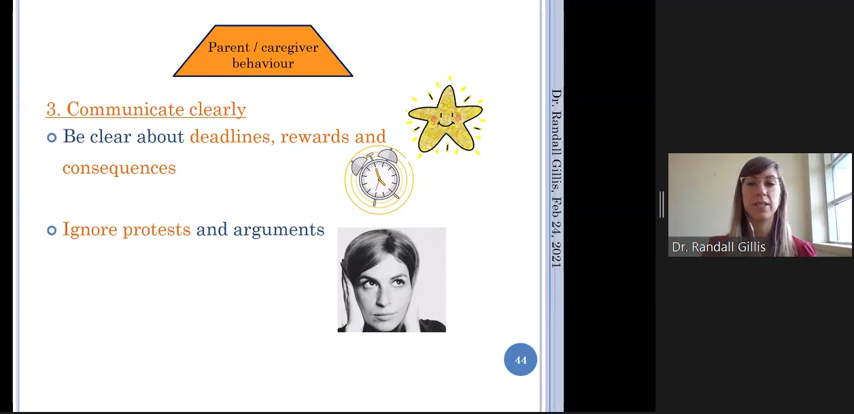 Parent / caregiver
behaviour
3. Communicate clearly
Be clear about deadlines, rewards and
consequences
Ignore protests and arguments
44
Dr. Randall Gillis, Feb 24, 2021
Dr. Randall Gillis